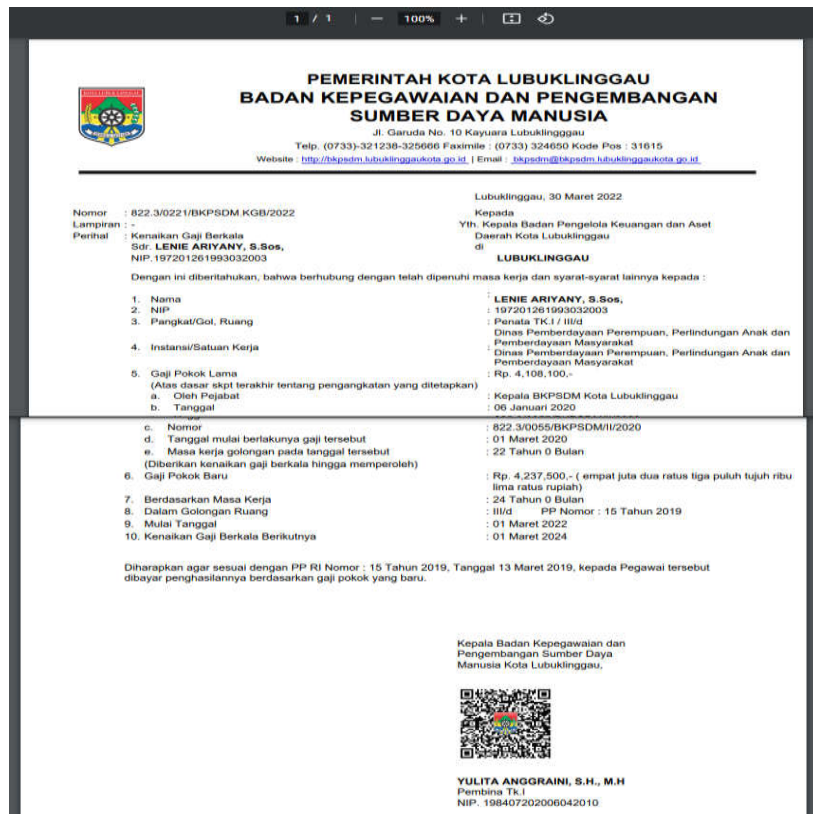 1 / 1 | — 100% +
PEMERINTAH KOTA LUBUKLINGGAU
BADAN KEPEGAWAIAN DAN PENGEMBANGAN
SUMBER DAYA MANUSIA
Jl. Garuda No. 10 Kayuara Lubuklingggau
Telp. (0733)-321238-325666 Faximile : (0733) 324650 Kode Pos : 31615
Website : http://bkpsdm.lubuklinggaukota.go.id | Email : bkpsdm@bkpsdm.lubuklinggaukota.go.id
Lubuklinggau, 30 Maret 2022
Nomor : 822.3/0221/BKPSDM.KGB/2022
Lampiran : -
Perihal : Kenaikan Gaji Berkala
Sdr. LENIE ARIYANY, S.Sos,
NIP.197201261993032003
Kepada
Yth. Kepala Badan Pengelola Keuangan dan Aset
Daerah Kota Lubuklinggau
di
LUBUKLINGGAU
Dengan ini diberitahukan, bahwa berhubung dengan telah dipenuhi masa kerja dan syarat-syarat lainnya kepada :
1. Nama : LENIE ARIYANY, S.Sos,
2. NIP : 197201261993032003
3. Pangkat/Gol, Ruang : Penata TK.I / III/d
Dinas Pemberdayaan Perempuan, Perlindungan Anak dan
Pemberdayaan Masyarakat
4. Instansi/Satuan Kerja : Dinas Pemberdayaan Perempuan, Perlindungan Anak dan
Pemberdayaan Masyarakat
5. Gaji Pokok Lama : Rp. 4,108,100,-
(Atas dasar skpt terakhir tentang pengangkatan yang ditetapkan)
a. Oleh Pejabat : Kepala BKPSDM Kota Lubuklinggau
b. Tanggal : 06 Januari 2020
c. Nomor : 822.3/0055/BKPSDM/II/2020
d. Tanggal mulai berlakunya gaji tersebut : 01 Maret 2020
e. Masa kerja golongan pada tanggal tersebut : 22 Tahun 0 Bulan
(Diberikan kenaikan gaji berkala hingga memperoleh)
6. Gaji Pokok Baru : Rp. 4,237,500,- ( empat juta dua ratus tiga puluh tujuh ribu
lima ratus rupiah)
7. Berdasarkan Masa Kerja : 24 Tahun 0 Bulan
8. Dalam Golongan Ruang : III/d PP Nomor : 15 Tahun 2019
9. Mulai Tanggal : 01 Maret 2022
10. Kenaikan Gaji Berkala Berikutnya : 01 Maret 2024
Diharapkan agar sesuai dengan PP RI Nomor : 15 Tahun 2019, Tanggal 13 Maret 2019, kepada Pegawai tersebut
dibayar penghasilannya berdasarkan gaji pokok yang baru.
Kepala Badan Kepegawaian dan
Pengembangan Sumber Daya
Manusia Kota Lubuklinggau,
YULITA ANGGRAINI, S.H., M.H
Pembina Tk.I
NIP. 198407202006042010